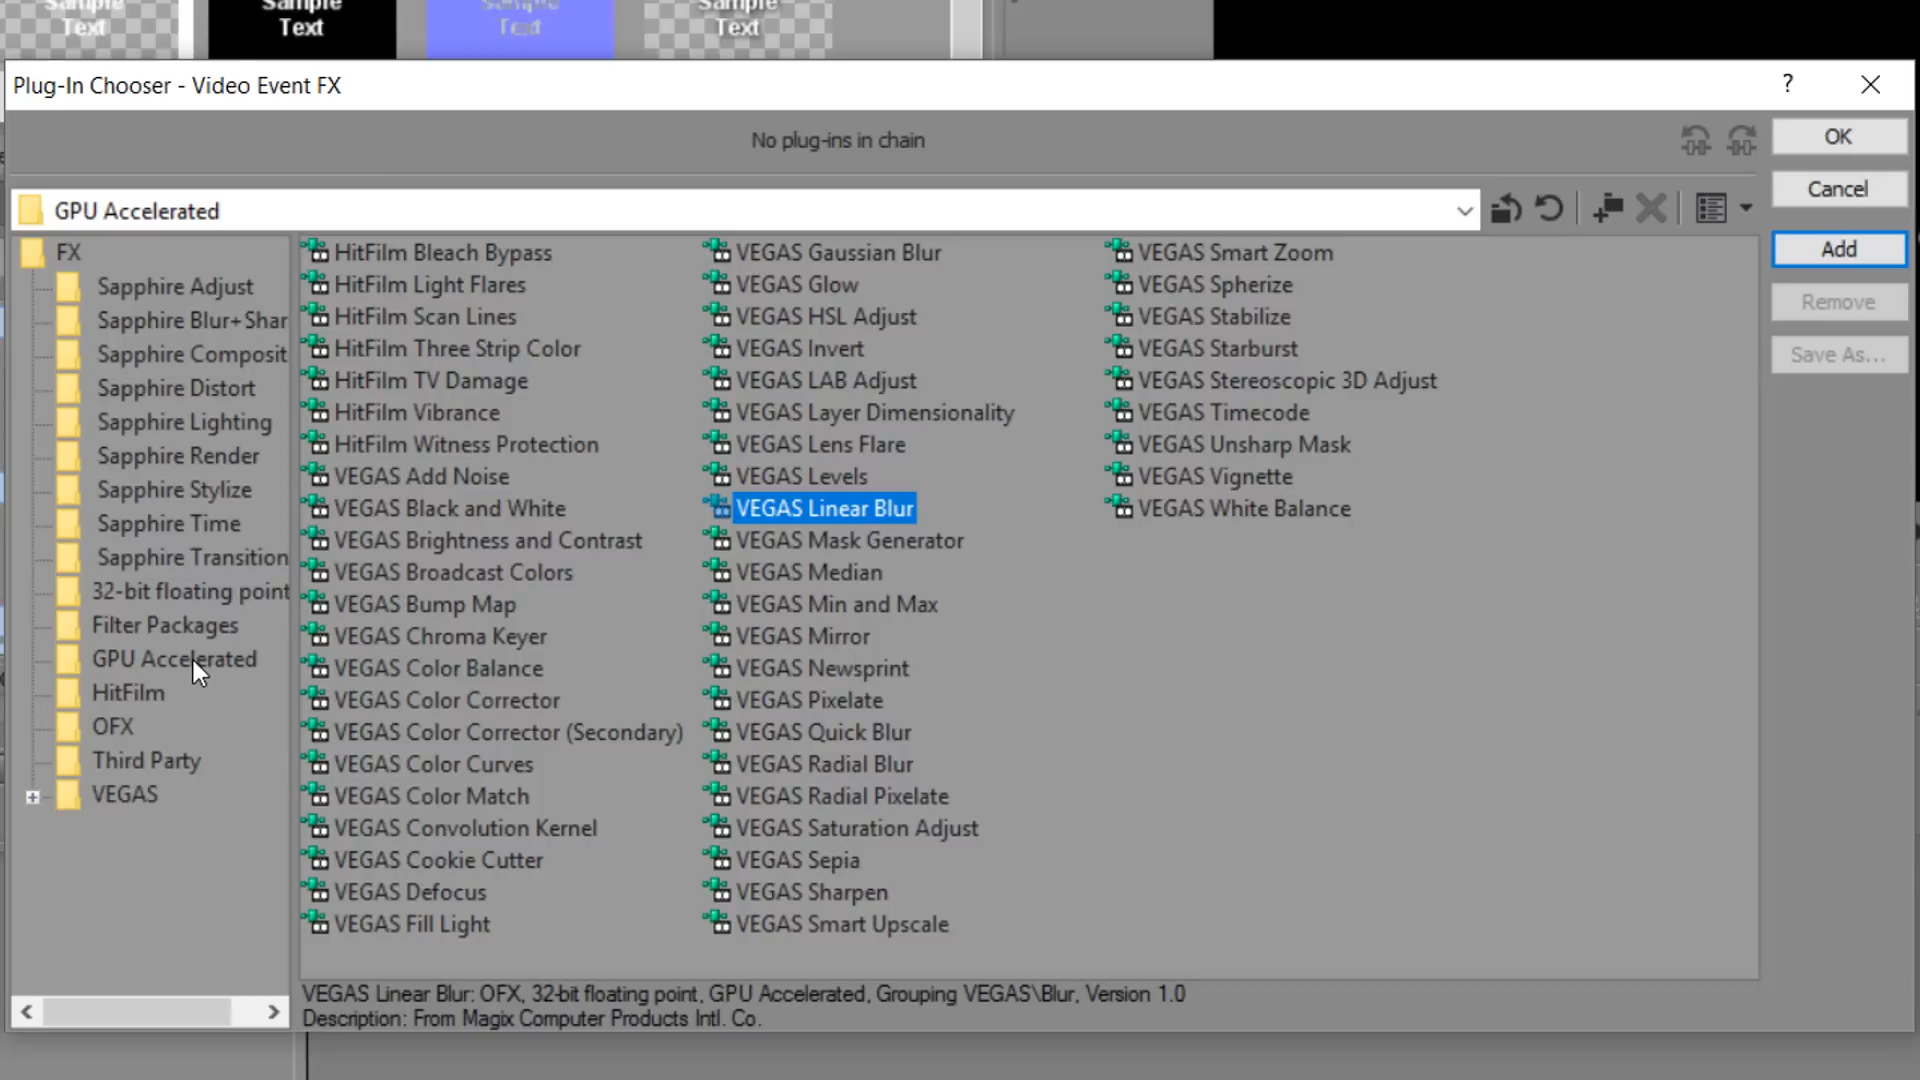 Sample
Text
Sample
Text
Sample
Text
Sample
Text
Plug-In Chooser - Video Event FX
?
No plug-ins in chain
OK
Cancel
GPU Accelerated
Add
Remove
Save As...
FX
Sapphire Adjust
Sapphire Blur+Shar
Sapphire Composit
Sapphire Distort
Sapphire Lighting
Sapphire Render
Sapphire Stylize
Sapphire Time
Sapphire Transition
32-bit floating point
Filter Packages
GPU Accelerated
HitFilm
OFX
Third Party
VEGAS
HitFilm Bleach Bypass
HitFilm Light Flares
HitFilm Scan Lines
HitFilm Three Strip Color
HitFilm TV Damage
HitFilm Vibrance
HitFilm Witness Protection
VEGAS Add Noise
VEGAS Black and White
VEGAS Brightness and Contrast
VEGAS Broadcast Colors
VEGAS Bump Map
VEGAS Chroma Keyer
VEGAS Color Balance
VEGAS Color Corrector
VEGAS Color Corrector (Secondary)
VEGAS Color Curves
VEGAS Color Match
VEGAS Convolution Kernel
VEGAS Cookie Cutter
VEGAS Defocus
VEGAS Fill Light
VEGAS Gaussian Blur
VEGAS Glow
VEGAS HSL Adjust
VEGAS Invert
VEGAS LAB Adjust
VEGAS Layer Dimensionality
VEGAS Lens Flare
VEGAS Levels
VEGAS Linear Blur
VEGAS Mask Generator
VEGAS Median
VEGAS Min and Max
VEGAS Mirror
VEGAS Newsprint
VEGAS Pixelate
VEGAS Quick Blur
VEGAS Radial Blur
VEGAS Radial Pixelate
VEGAS Saturation Adjust
VEGAS Sepia
VEGAS Sharpen
VEGAS Smart Upscale
VEGAS Smart Zoom
VEGAS Spherize
VEGAS Stabilize
VEGAS Starburst
VEGAS Stereoscopic 3D Adjust
VEGAS Timecode
VEGAS Unsharp Mask
VEGAS Vignette
VEGAS White Balance
VEGAS Linear Blur: OFX, 32-bit floating point, GPU Accelerated, Grouping VEGAS\Blur, Version 1.0
Description: From Magix Computer Products Intl. Co.